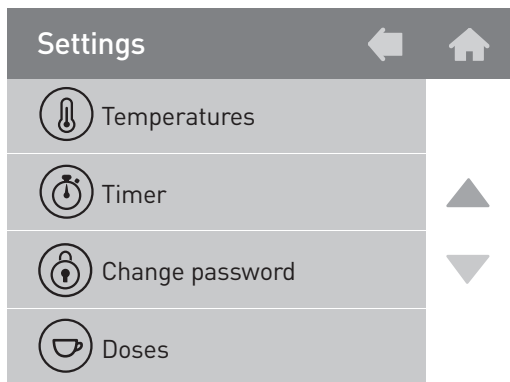 Settings
Temperatures
Timer
Change password
Doses